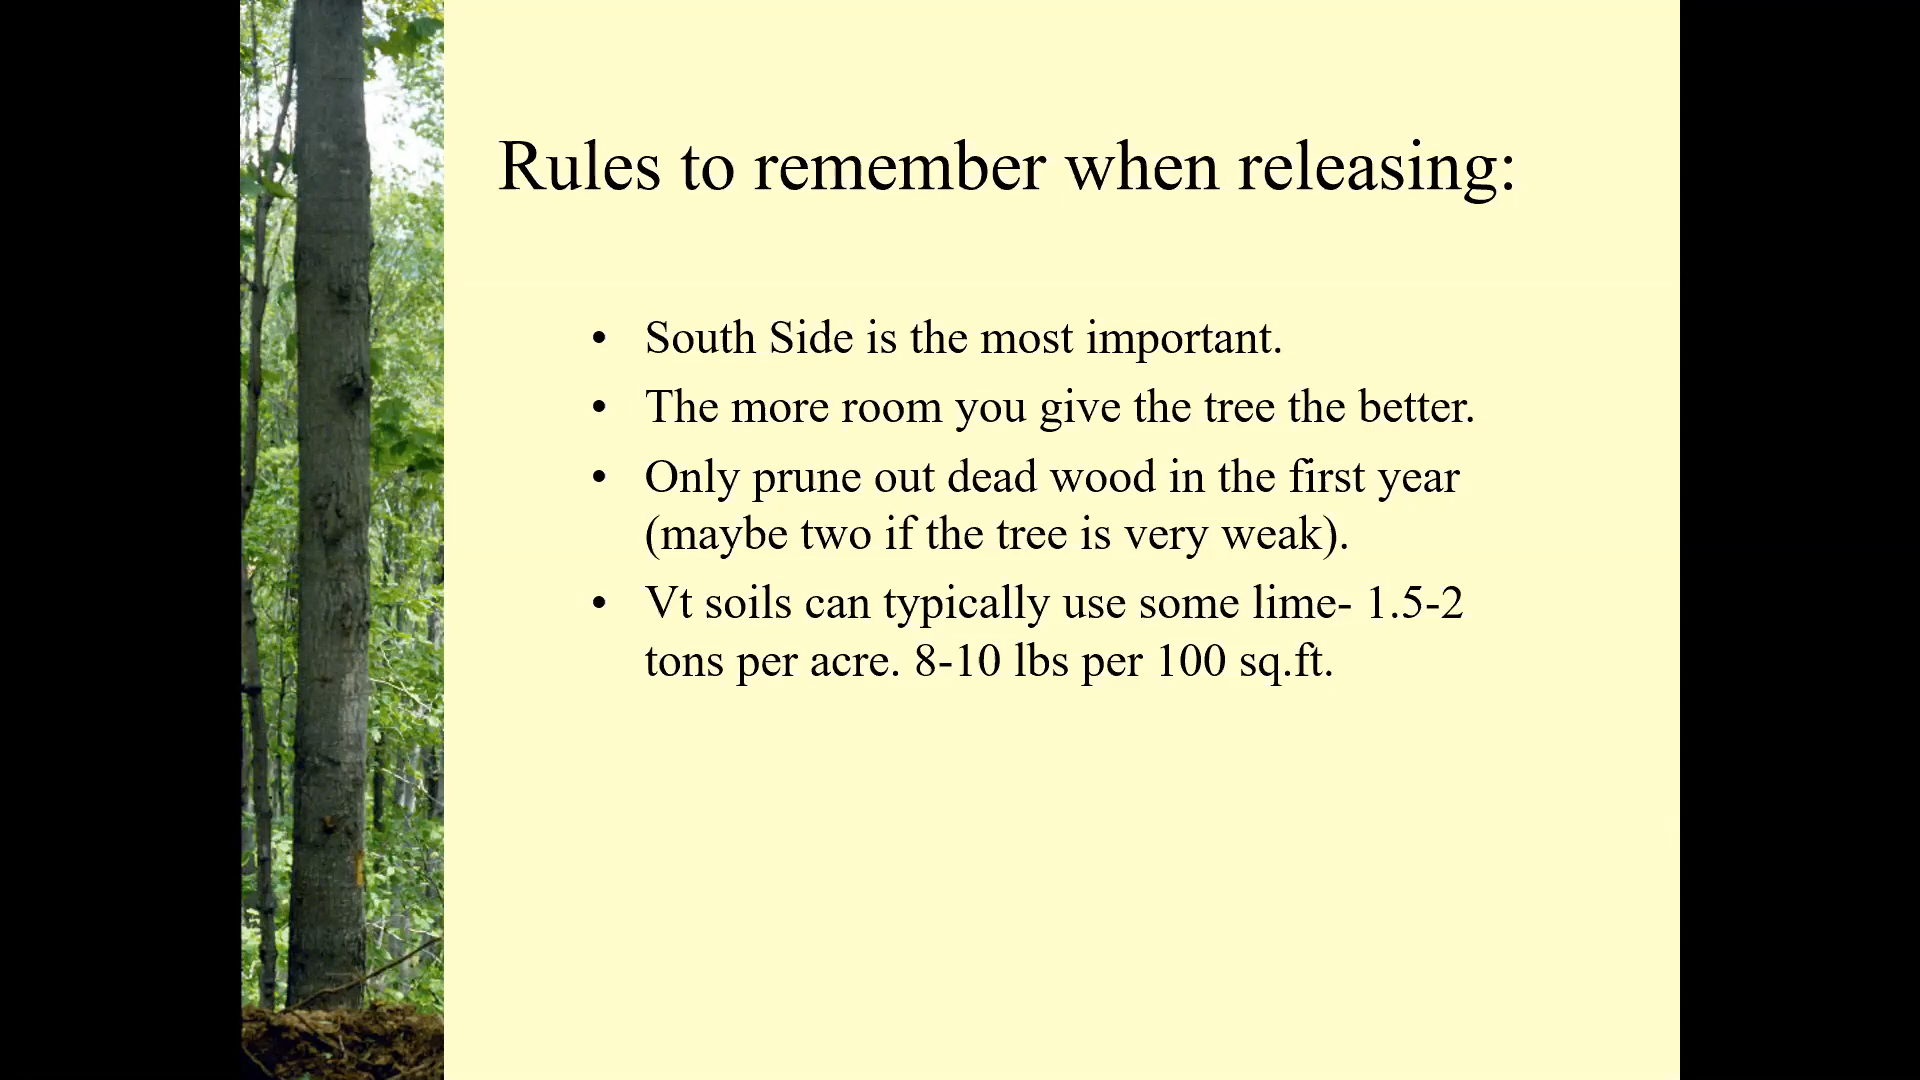 Rules to remember when releasing:
• South Side is the most important.
• The more room you give the tree the better.
• Only prune out dead wood in the first year
(maybe two if the tree is very weak).
• Vt soils can typically use some lime- 1.5-2
tons per acre. 8-10 lbs per 100 sq.ft.